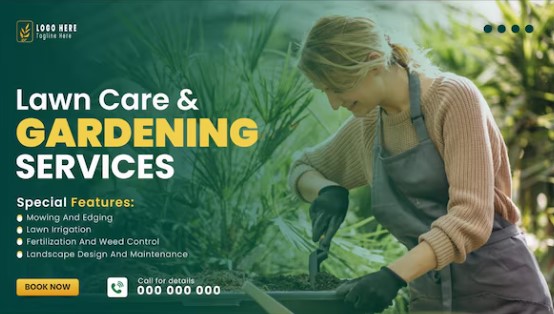 LOGO HERE
Tagline Here
Lawn Care &
GARDENING
SERVICES
Special Features:
Mowing And Edging
Lawn Irrigation
Fertilization And Weed Control
Landscape Design And Maintenance
BOOK NOW
Call for details
000 000 000